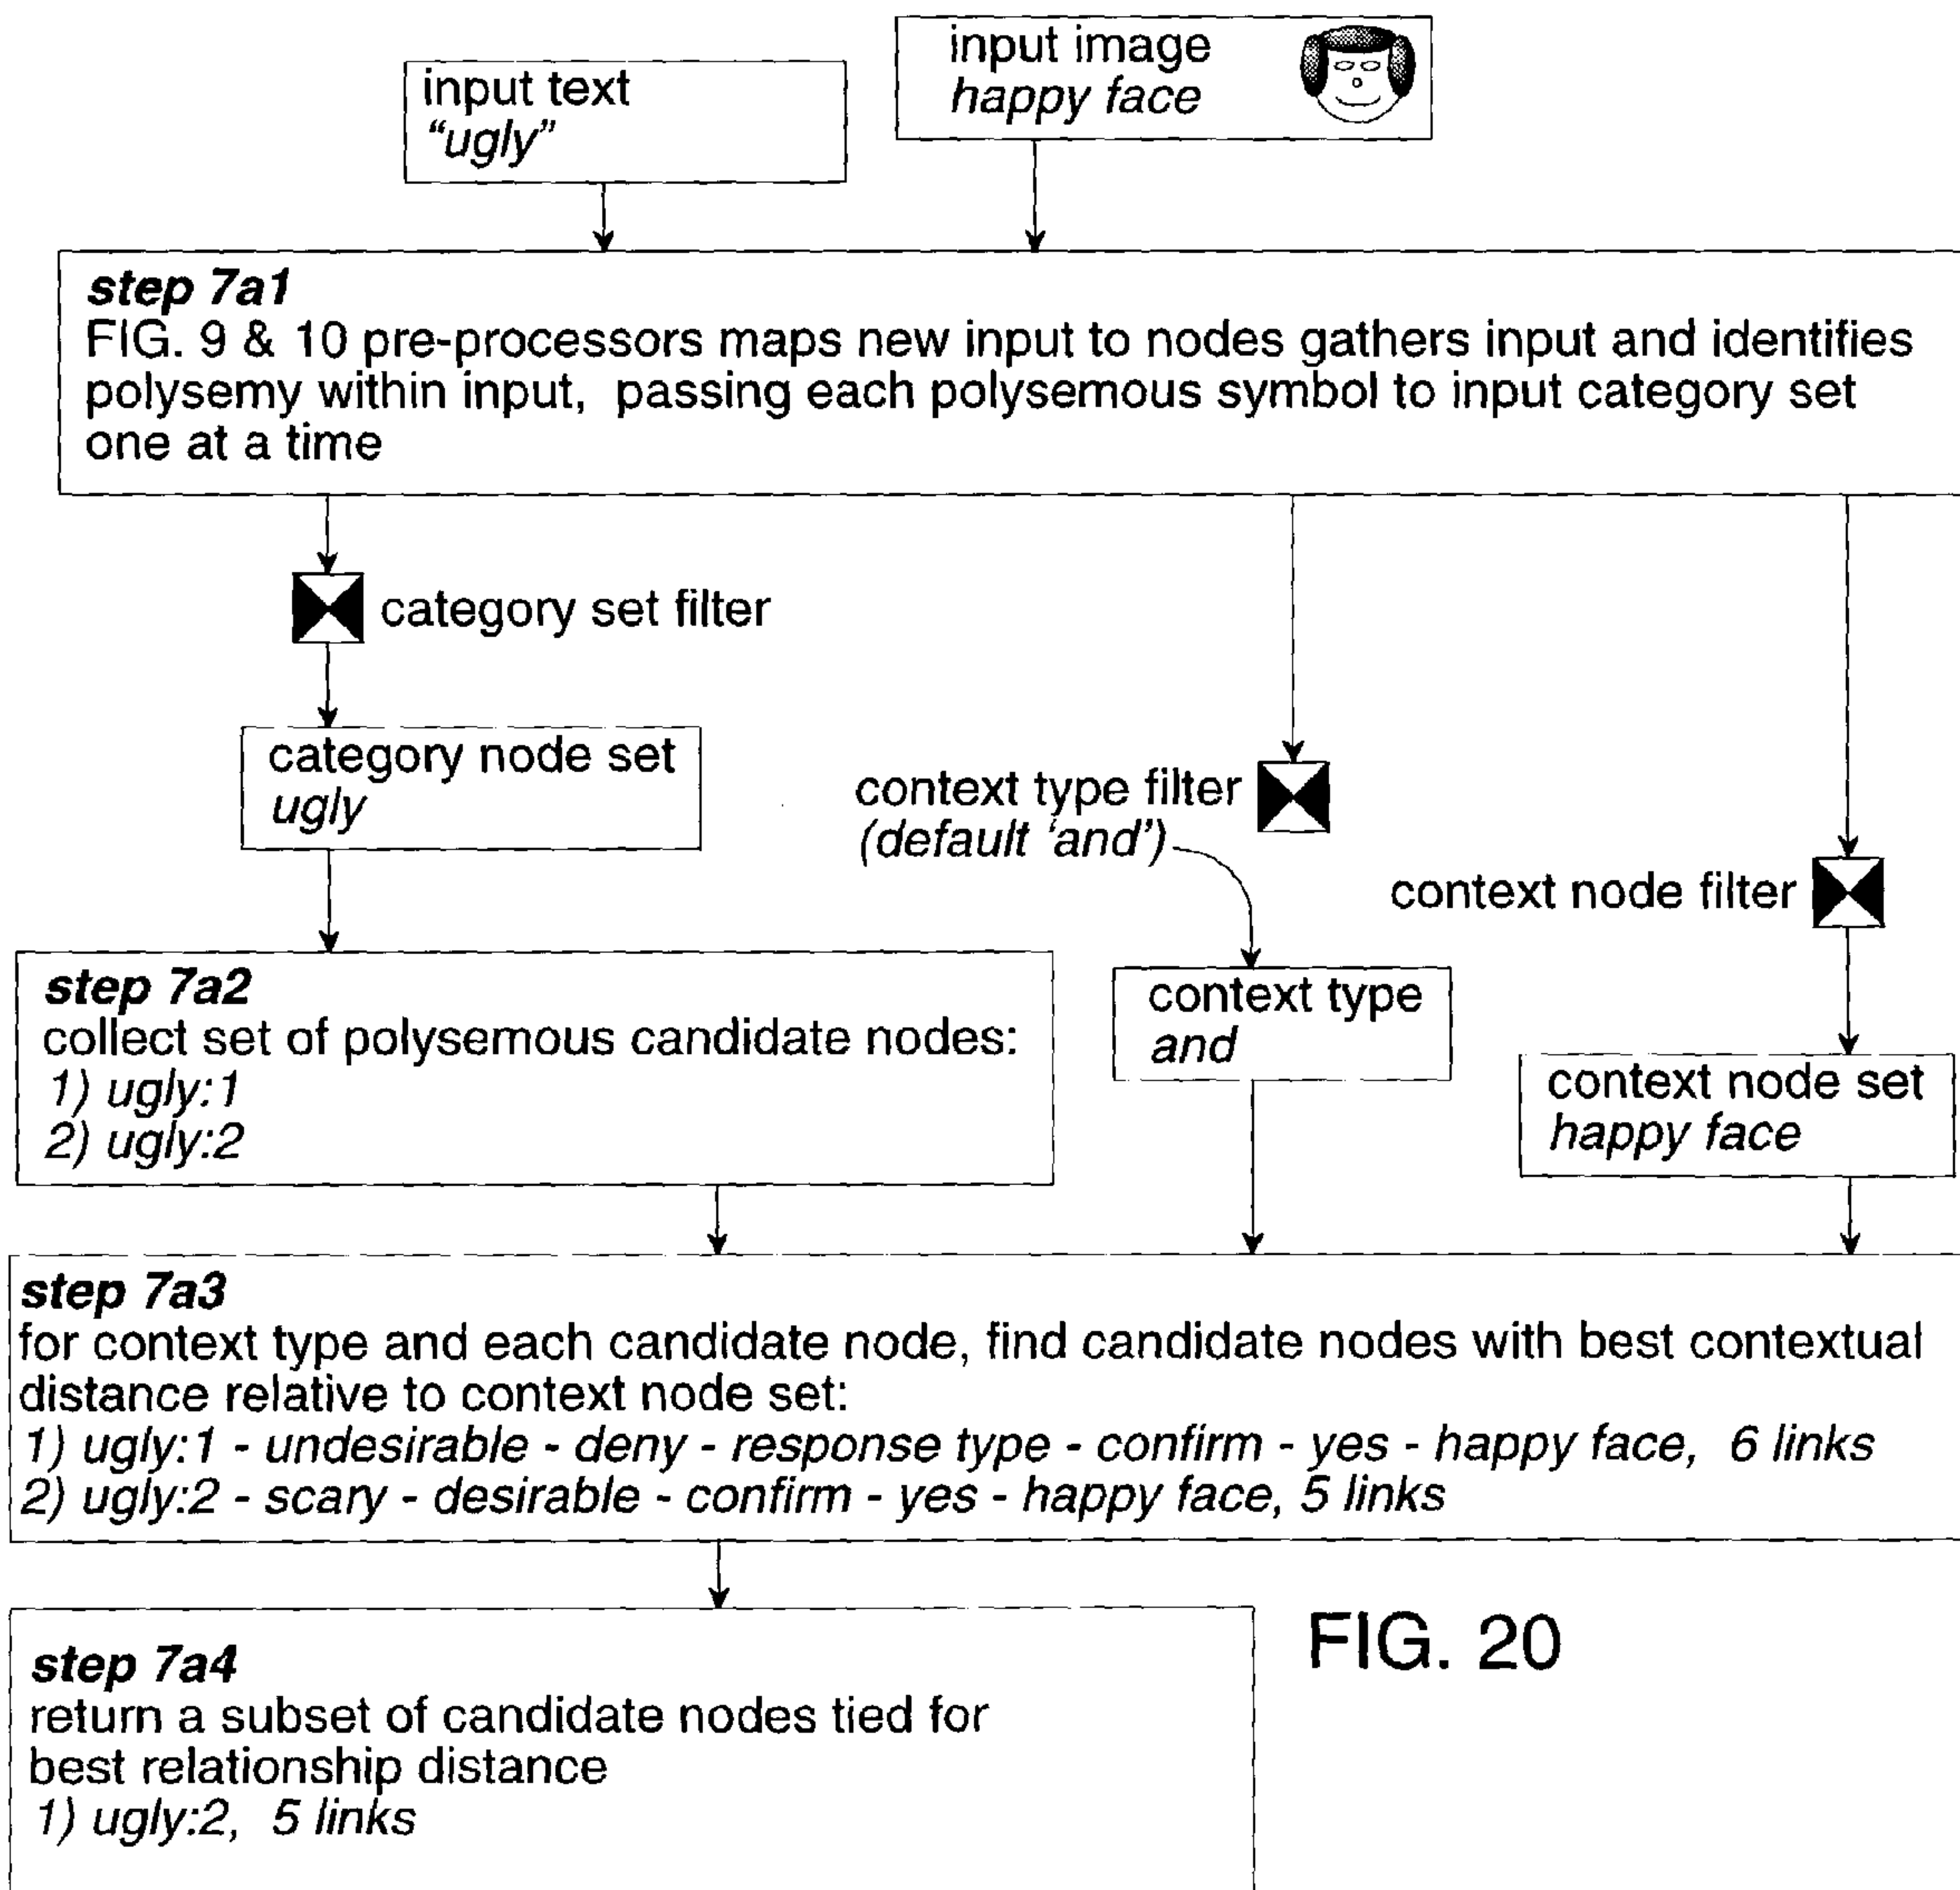 input text
“ugly”
input image
happy face
step 7a1
FIG. 9 & 10 pre-processors maps new input to nodes gathers input and identifies
polysemy within input, passing each polysemous symbol to input category set
one at a time
category set filter
category node set
ugly
context type filter
(default ‘and’)
context node filter
step 7a2
collect set of polysemous candidate nodes:
1) ugly:1
2) ugly:2
context type
and
context node set
happy face
step 7a3
for context type and each candidate node, find candidate nodes with best contextual
distance relative to context node set:
1) ugly:1 - undesirable - deny - response type - confirm - yes - happy face, 6 links
2) ugly:2 - scary - desirable - confirm - yes - happy face, 5 links
step 7a4
return a subset of candidate nodes tied for
best relationship distance
1) ugly:2, 5 links
FIG. 20